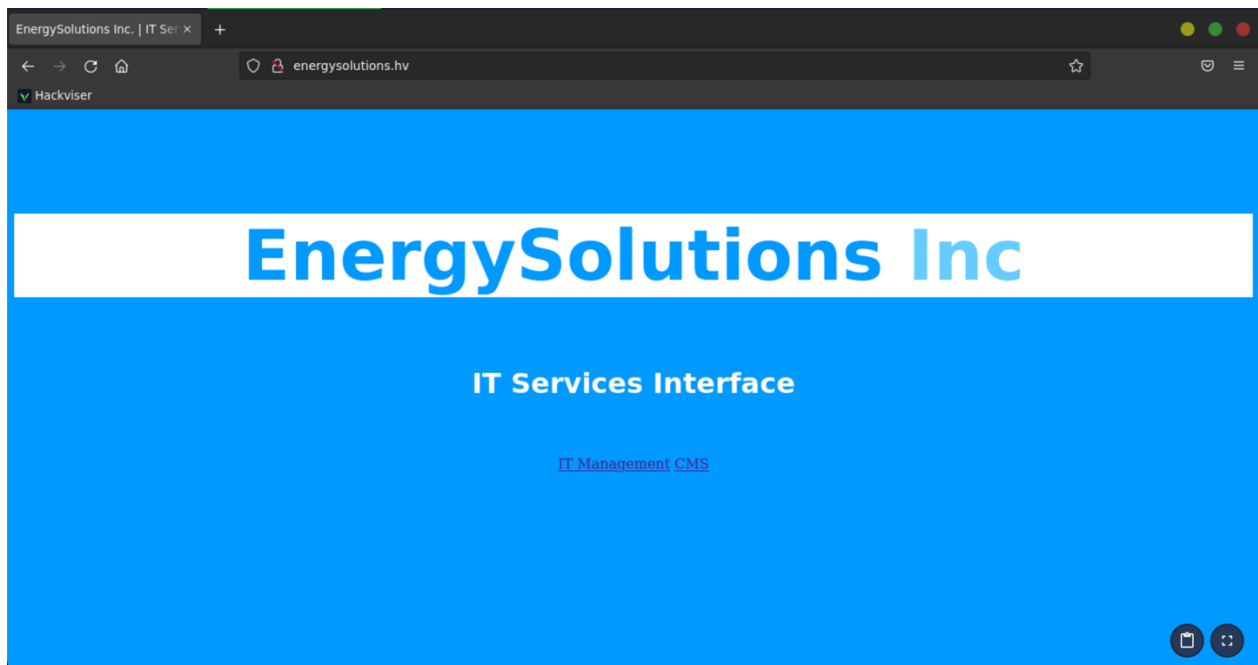 EnergySolutions Inc. | IT Ser
energysolutions.hv
Hackviser
EnergySolutions Inc
IT Services Interface
IT Management CMS